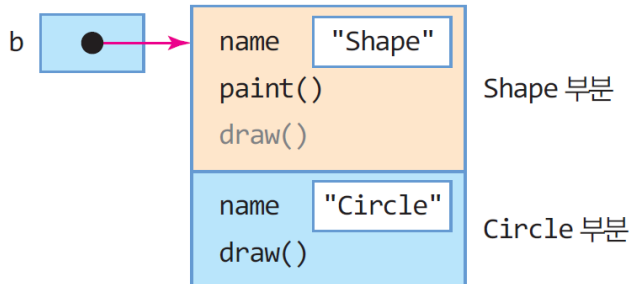 b
name "Shape"
paint()
draw()
Shape 부분
name "Circle"
draw()
Circle 부분